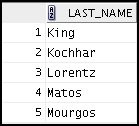 LAST_NAME
1 King
2 Kochhar
3 Lorentz
4 Matos
5 Mourgos